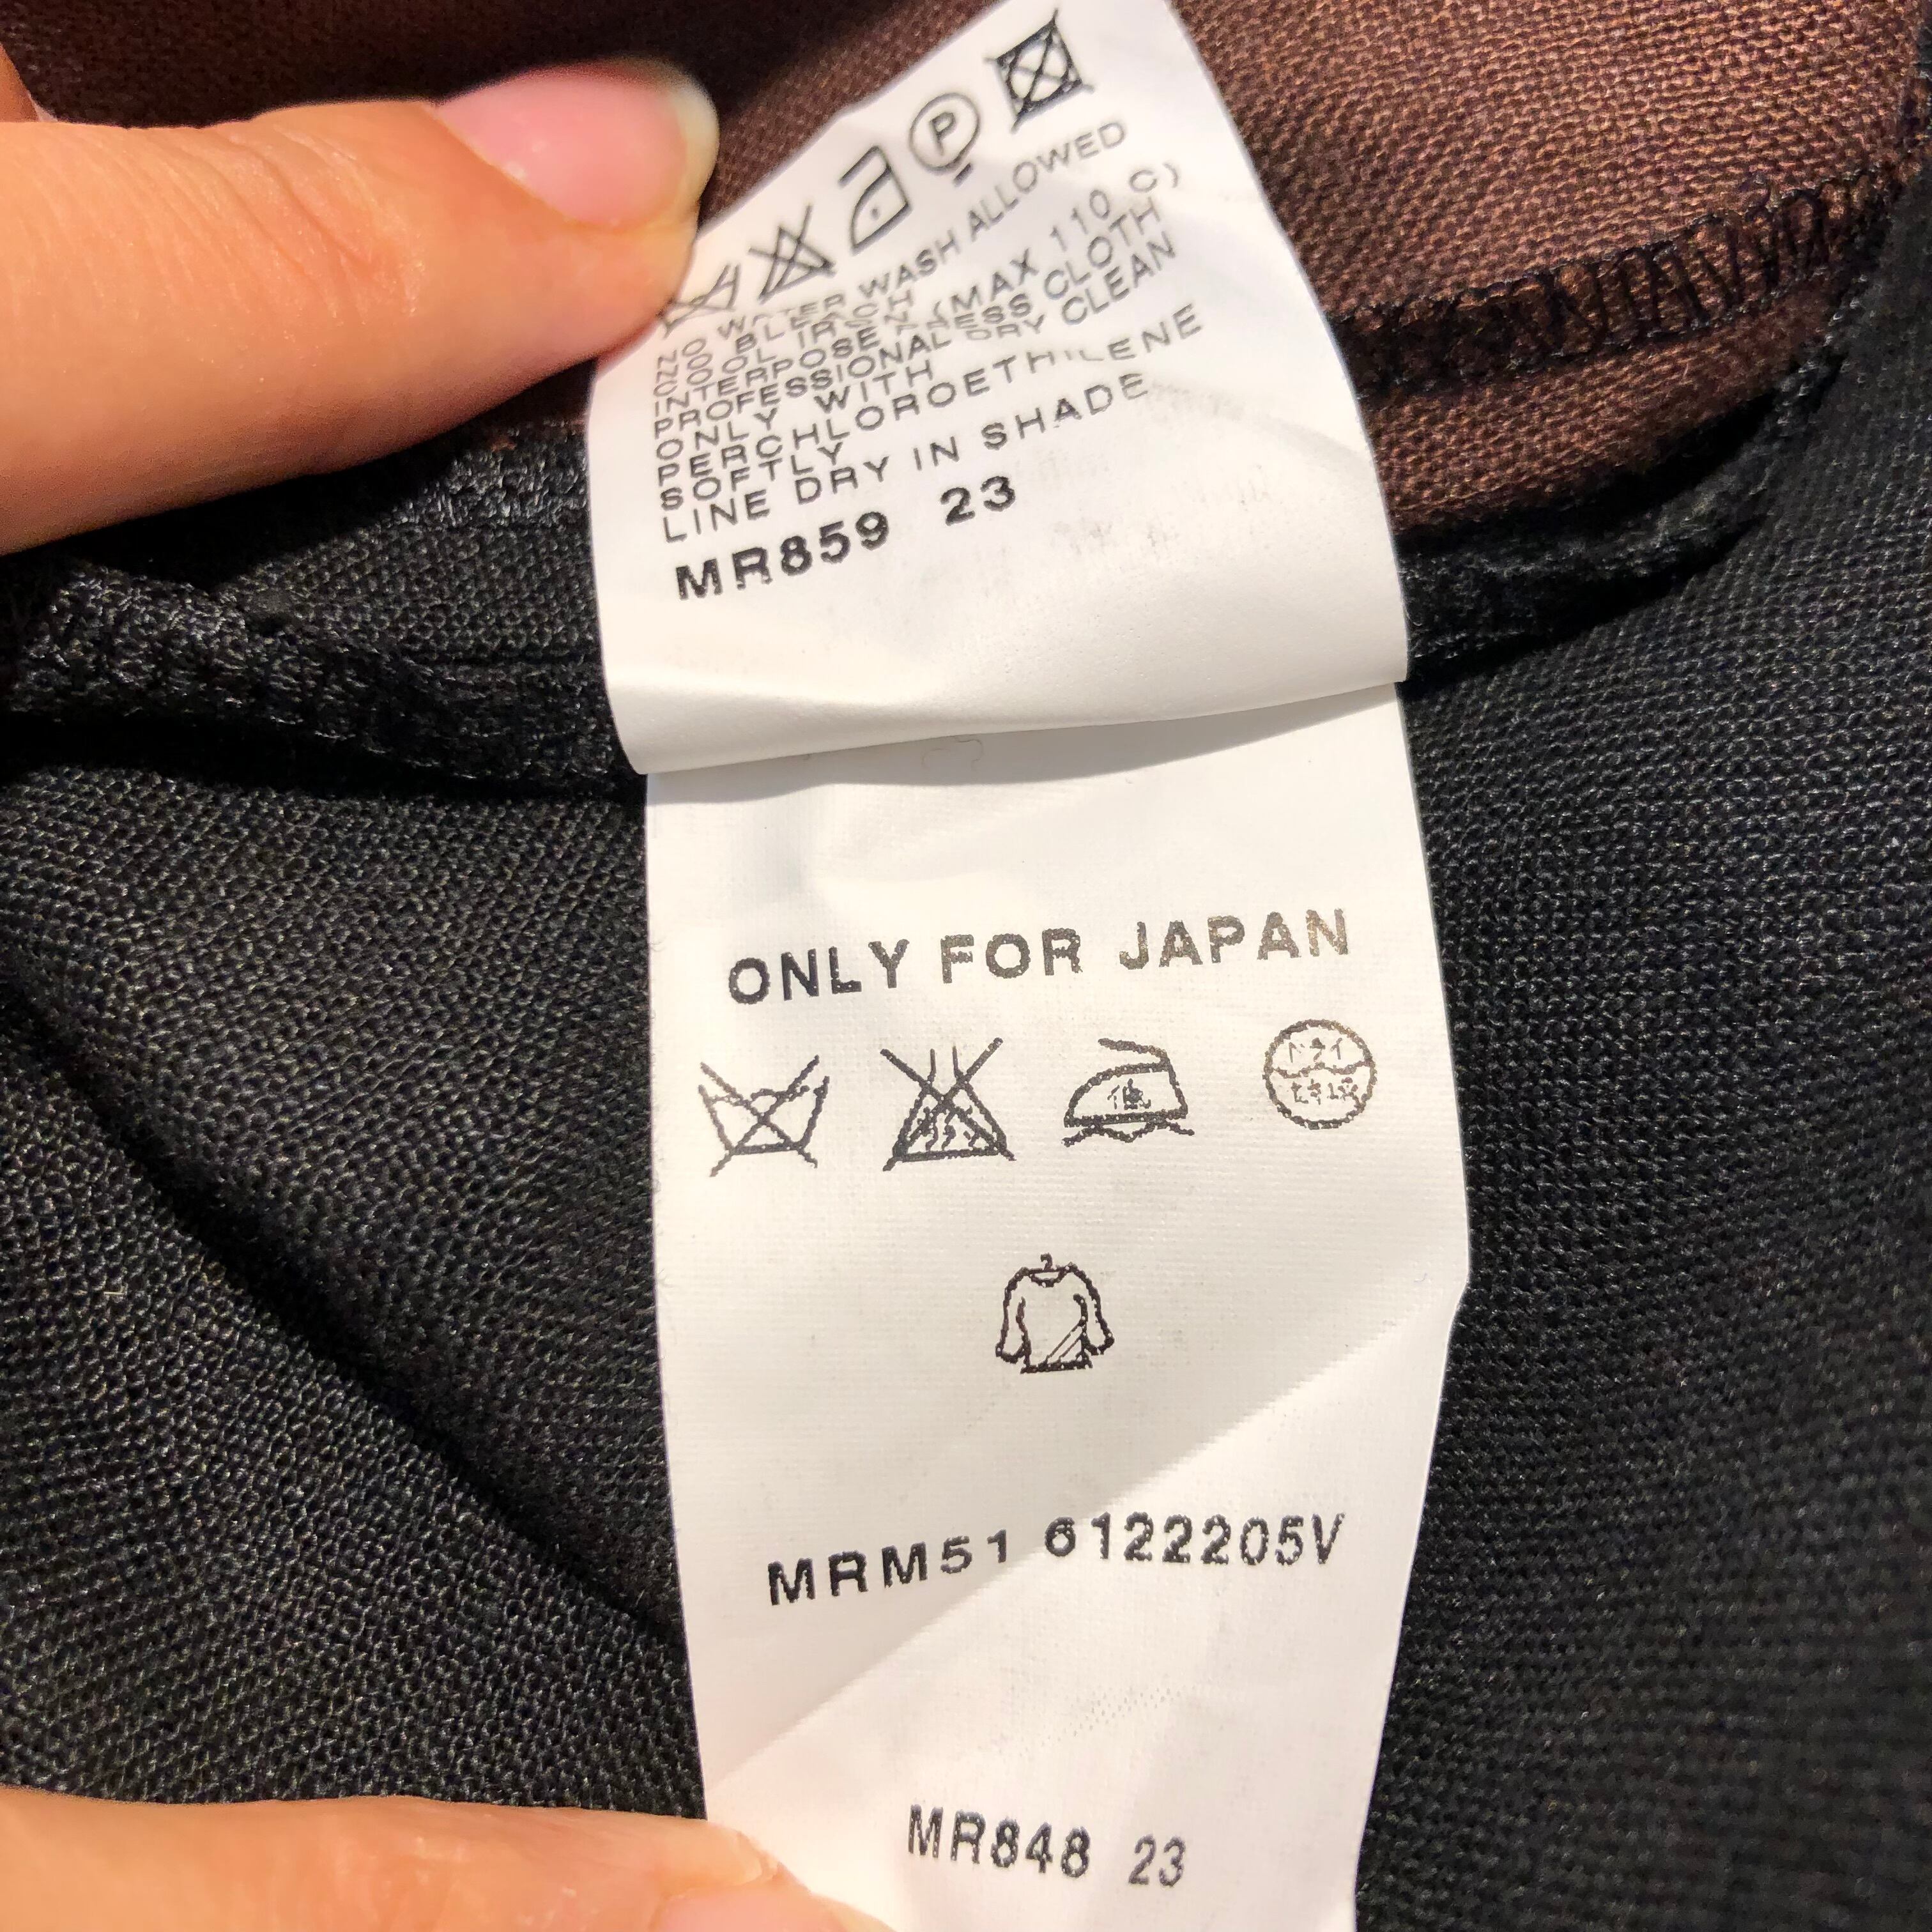 P
NO WATER WASH ALLOWED
NO BLEACH
COOL IRON (MAX 110 C)
INTERPOSE PRESS CLOTH
PROFESSIONAL DRY CLEAN
ONLY WITH
PERCHLOROETHILENE
SOFTLY
LINE DRY IN SHADE
MR859 23
ONLY FOR JAPAN
低
MRM51 6122205V
MR848 23